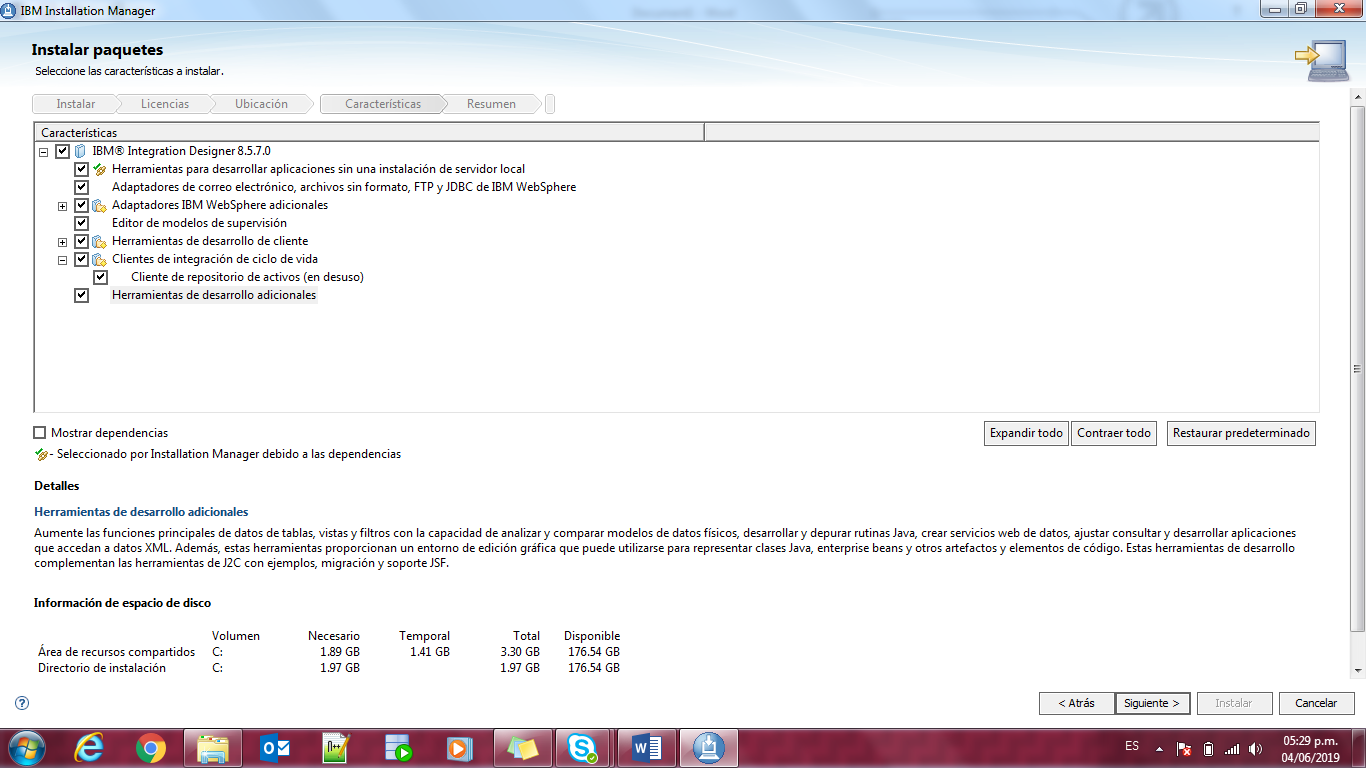 IBM Installation Manager
Instalar paquetes
Seleccione las características a instalar.
Instalar Licencias Ubicación Características Resumen
Características
IBM® Integration Designer 8.5.7.0
Herramientas para desarrollar aplicaciones sin una instalación de servidor local
Adaptadores de correo electrónico, archivos sin formato, FTP y JDBC de IBM WebSphere
Adaptadores IBM WebSphere adicionales
Editor de modelos de supervisión
Herramientas de desarrollo de cliente
Clientes de integración de ciclo de vida
Cliente de repositorio de activos (en desuso)
Herramientas de desarrollo adicionales
Mostrar dependencias
Expandir todo Contraer todo Restaurar predeterminado
- Seleccionado por Installation Manager debido a las dependencias
Detalles
Herramientas de desarrollo adicionales
Aumente las funciones principales de datos de tablas, vistas y filtros con la capacidad de analizar y comparar modelos de datos físicos, desarrollar y depurar rutinas Java, crear servicios web de datos, ajustar consultar y desarrollar aplicaciones
que accedan a datos XML. Además, estas herramientas proporcionan un entorno de edición gráfica que puede utilizarse para representar clases Java, enterprise beans y otros artefactos y elementos de código. Estas herramientas de desarrollo
complementan las herramientas de J2C con ejemplos, migración y soporte JSF.
Información de espacio de disco
Volumen Necesario Temporal Total Disponible
Área de recursos compartidos C: 1.89 GB 1.41 GB 3.30 GB 176.54 GB
Directorio de instalación C: 1.97 GB 1.97 GB 176.54 GB
< Atrás Siguiente > Instalar Cancelar
ES
05:29 p.m.
04/06/2019